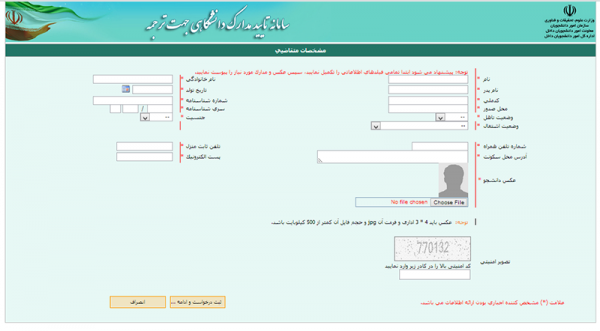 وزارت علوم، تحقیقات و فناوری
سازمان امور دانشجویان
معاونت امور دانشجویان داخل
اداره کل امور دانشجویان داخل
سامانه تایید مدارک دانشگاهی جهت ترجمه
مشخصات متقاضی
توجه: پیشنهاد می شود ابتدا تمامی فیلدهای اطلاعاتی را تکمیل نمایید، سپس عکس و مدارک مورد نیاز را پیوست نمایید.
نام * نام خانوادگی *
نام پدر * تاریخ تولد *
کدملی * شماره شناسنامه *
محل صدور * سری شناسنامه * /
وضعیت تاهل * -- جنسیت * --
وضعیت اشتغال * --
شماره تلفن همراه * تلفن ثابت منزل *
آدرس محل سکونت * پست الکترونیک *
عکس دانشجو *
Choose File No file chosen
توجه: عکس باید 4 * 3 اداری و فرمت آن jpg و حجم فایل آن کمتر از 500 کیلوبایت باشد.
770132
تصویر امنیتی
کد امنیتی بالا را در کادر زیر وارد نمایید
ثبت درخواست و ادامه ... انصراف
علامت (*) مشخص کننده اجباری بودن ارائه اطلاعات می باشد.